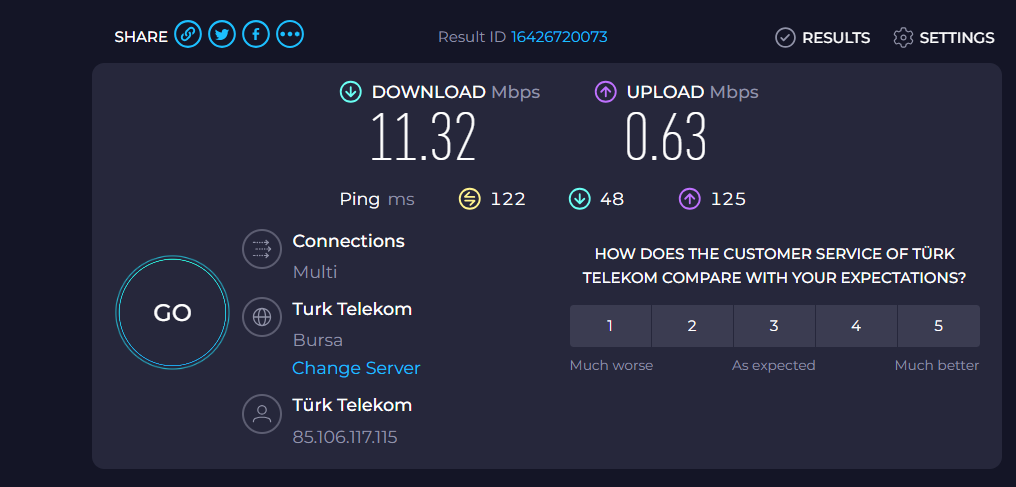 SHARE
Result ID 16426720073
RESULTS
SETTINGS
DOWNLOAD Mbps
11.32
UPLOAD Mbps
0.63
Ping ms
122
48
125
GO
Connections
Multi
Turk Telekom
Bursa
Change Server
Türk Telekom
85.106.117.115
HOW DOES THE CUSTOMER SERVICE OF TÜRK
TELEKOM COMPARE WITH YOUR EXPECTATIONS?
1 2 3 4 5
Much worse As expected Much better